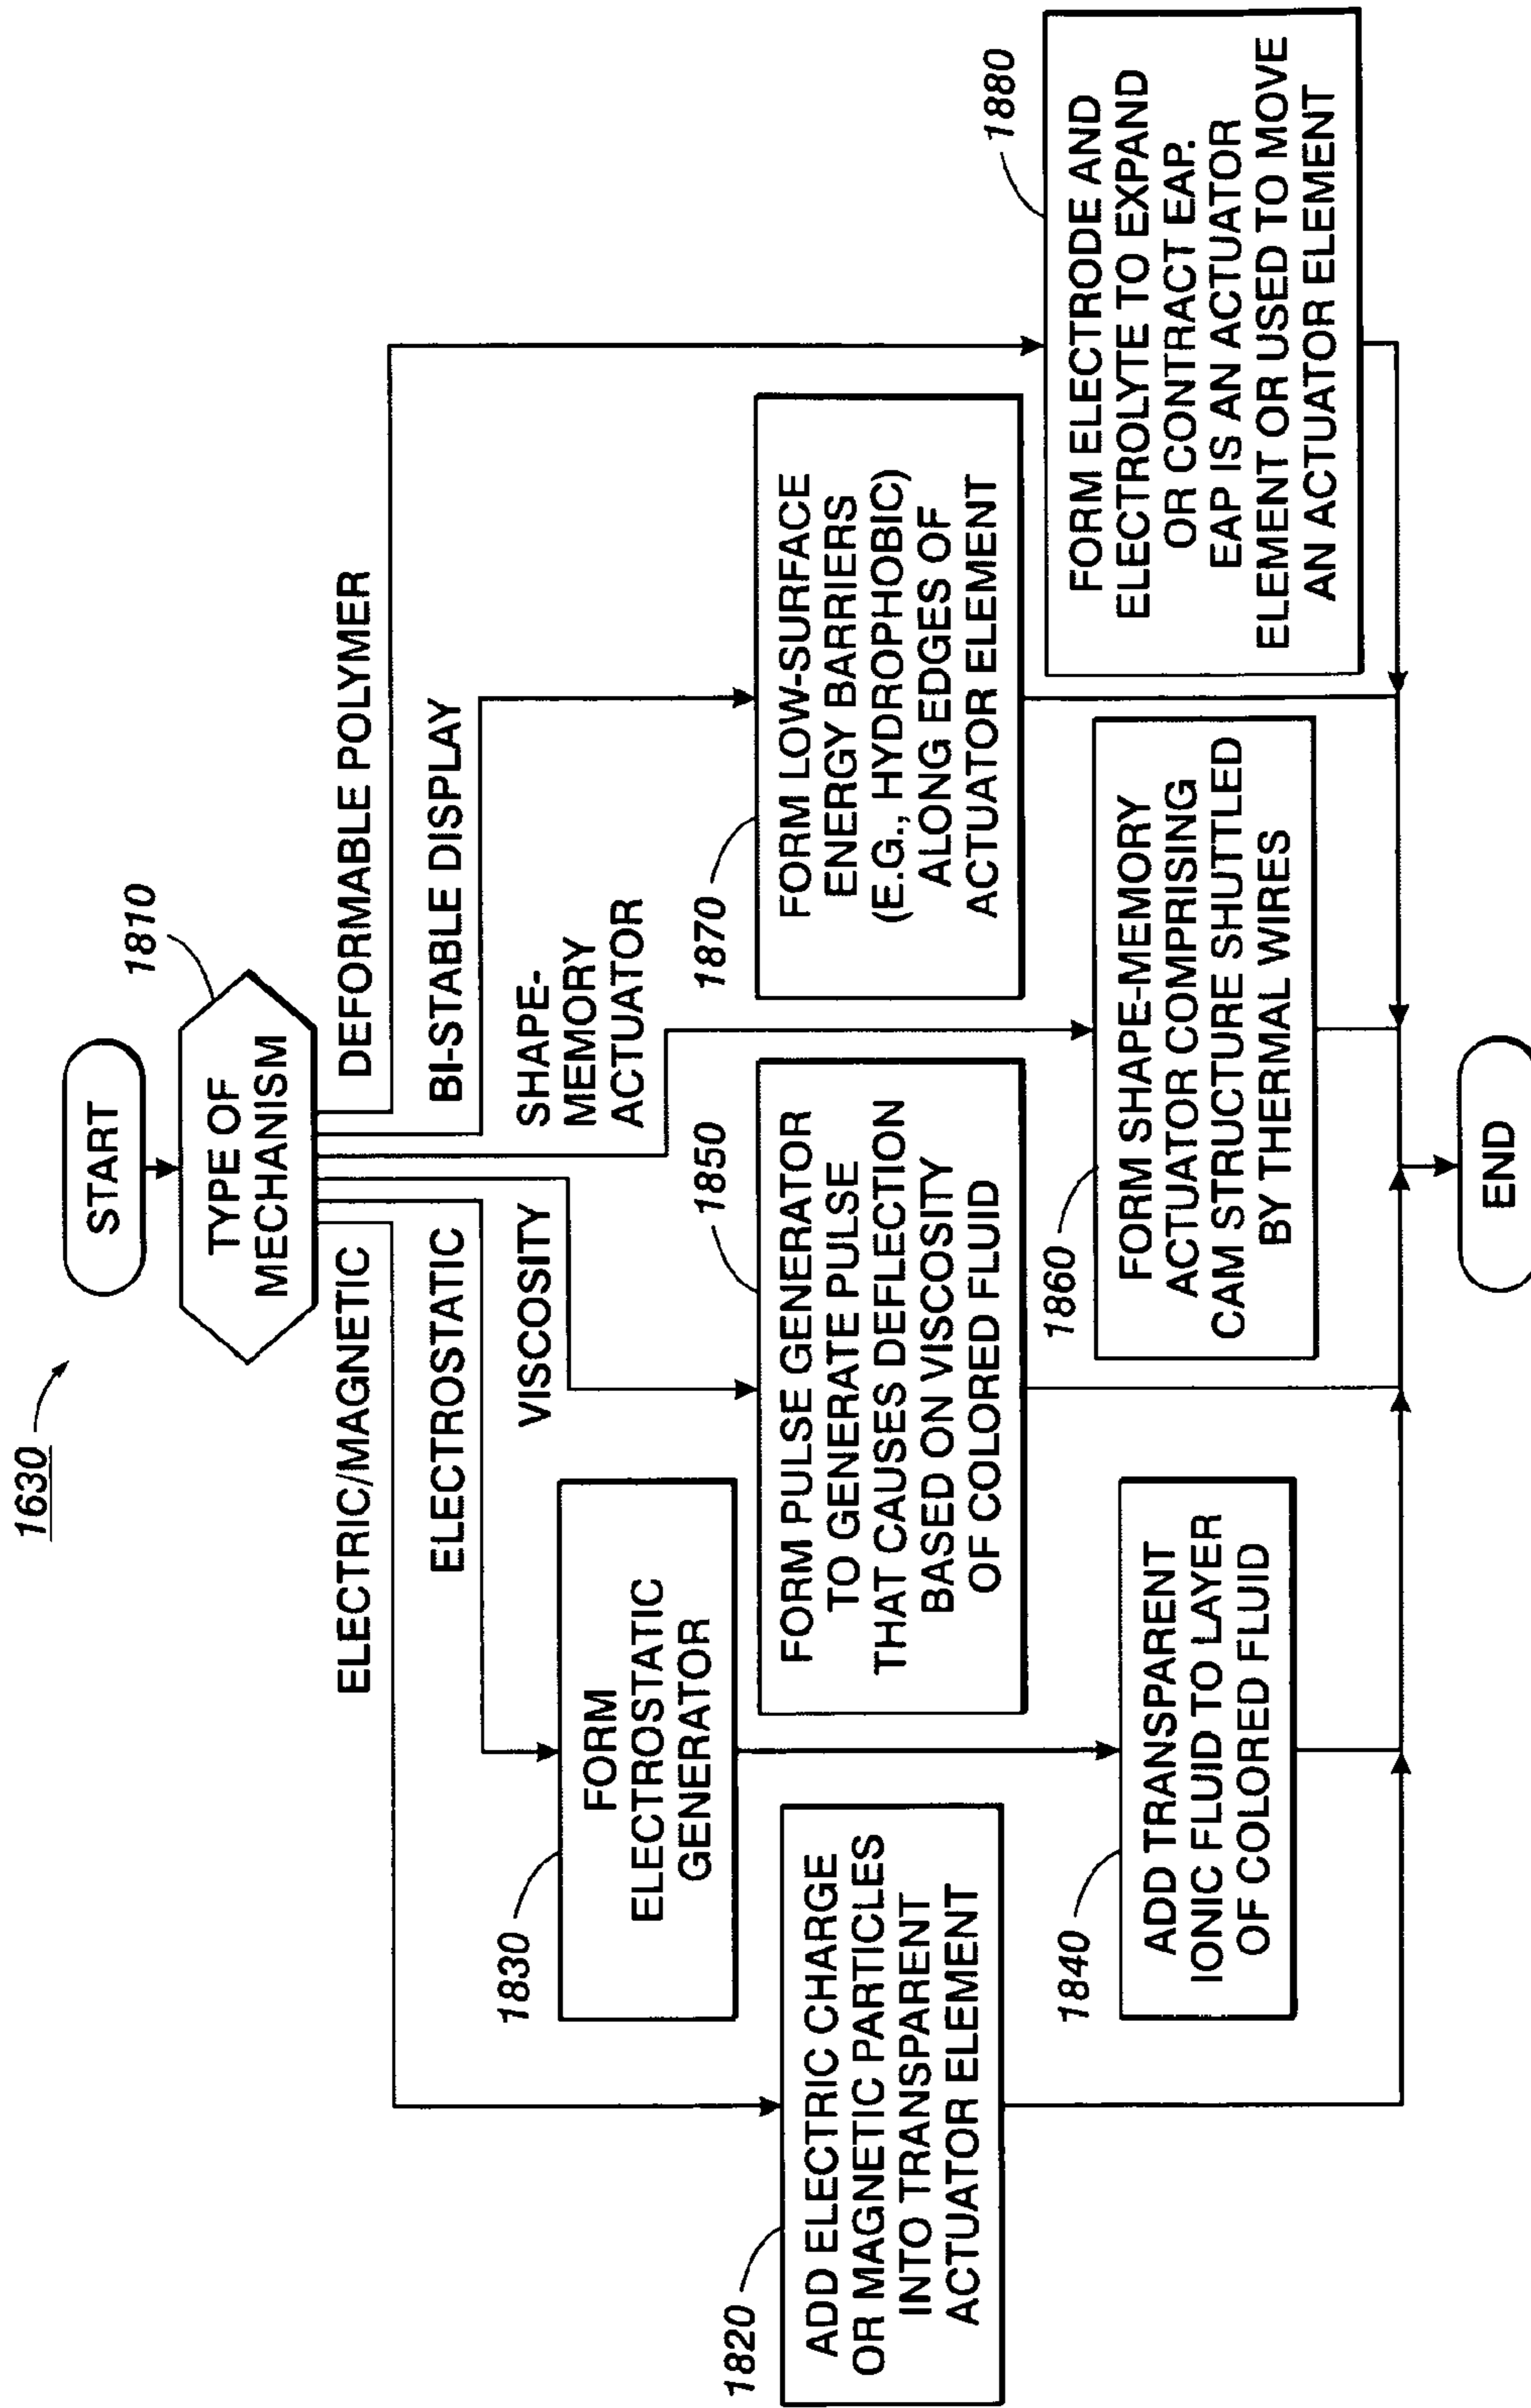 1630
START
1810
TYPE OF
MECHANISM
ELECTRIC/MAGNETIC
ELECTROSTATIC
VISCOSITY
SHAPE-
MEMORY
ACTUATOR
BI-STABLE DISPLAY
DEFORMABLE POLYMER
1820
ADD ELECTRIC CHARGE
OR MAGNETIC PARTICLES
INTO TRANSPARENT
ACTUATOR ELEMENT
1830
FORM
ELECTROSTATIC
GENERATOR
1840
ADD TRANSPARENT
IONIC FLUID TO LAYER
OF COLORED FLUID
1850
FORM PULSE GENERATOR
TO GENERATE PULSE
THAT CAUSES DEFLECTION
BASED ON VISCOSITY
OF COLORED FLUID
1860
FORM SHAPE-MEMORY
ACTUATOR COMPRISING
CAM STRUCTURE SHUTTLED
BY THERMAL WIRES
1870
FORM LOW-SURFACE
ENERGY BARRIERS
(E.G., HYDROPHOBIC)
ALONG EDGES OF
ACTUATOR ELEMENT
1880
FORM ELECTRODE AND
ELECTROLYTE TO EXPAND
OR CONTRACT EAP.
EAP IS AN ACTUATOR
ELEMENT OR USED TO MOVE
AN ACTUATOR ELEMENT
END